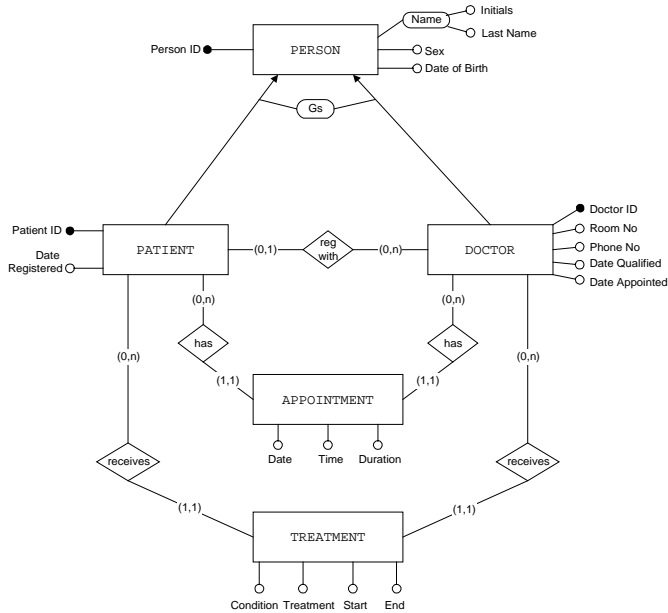 Initials
Name
Last Name
Person ID
PERSON
Sex
Date of Birth
Gs
Patient ID
Doctor ID
Room No
Date
Registered
PATIENT
(0,1)
reg
with
(0,n)
DOCTOR
Phone No
Date Qualified
Date Appointed
(0,n)
(0,n)
has
has
(0,n)
(0,n)
(1,1)
(1,1)
APPOINTMENT
Date
Time
Duration
receives
receives
(1,1)
(1,1)
TREATMENT
Condition
Treatment
Start
End